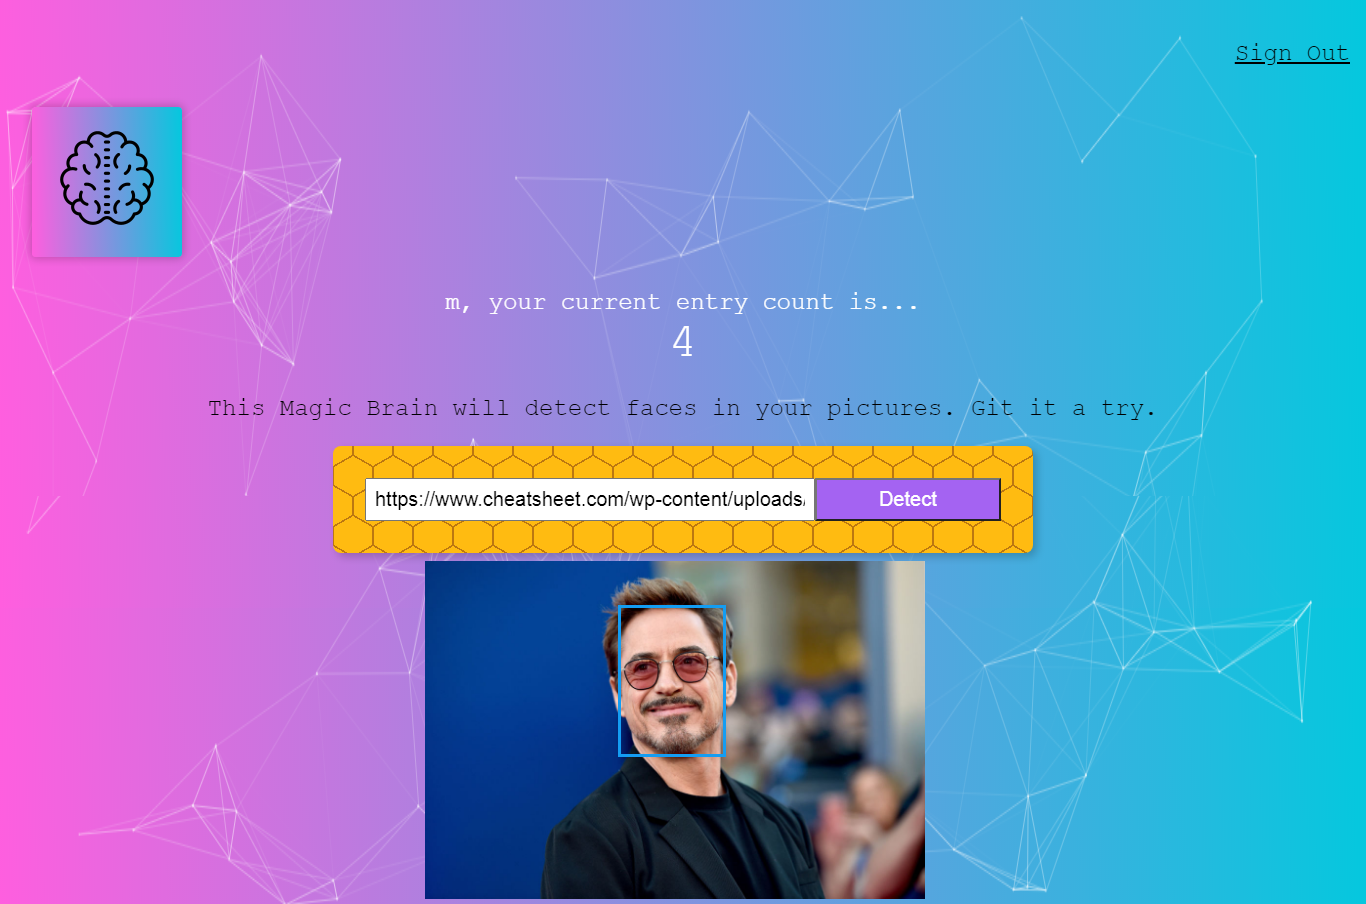 Sign Out
m, your current entry count is...
4
This Magic Brain will detect faces in your pictures. Git it a try.
https://www.cheatsheet.com/wp-content/uploads/
Detect